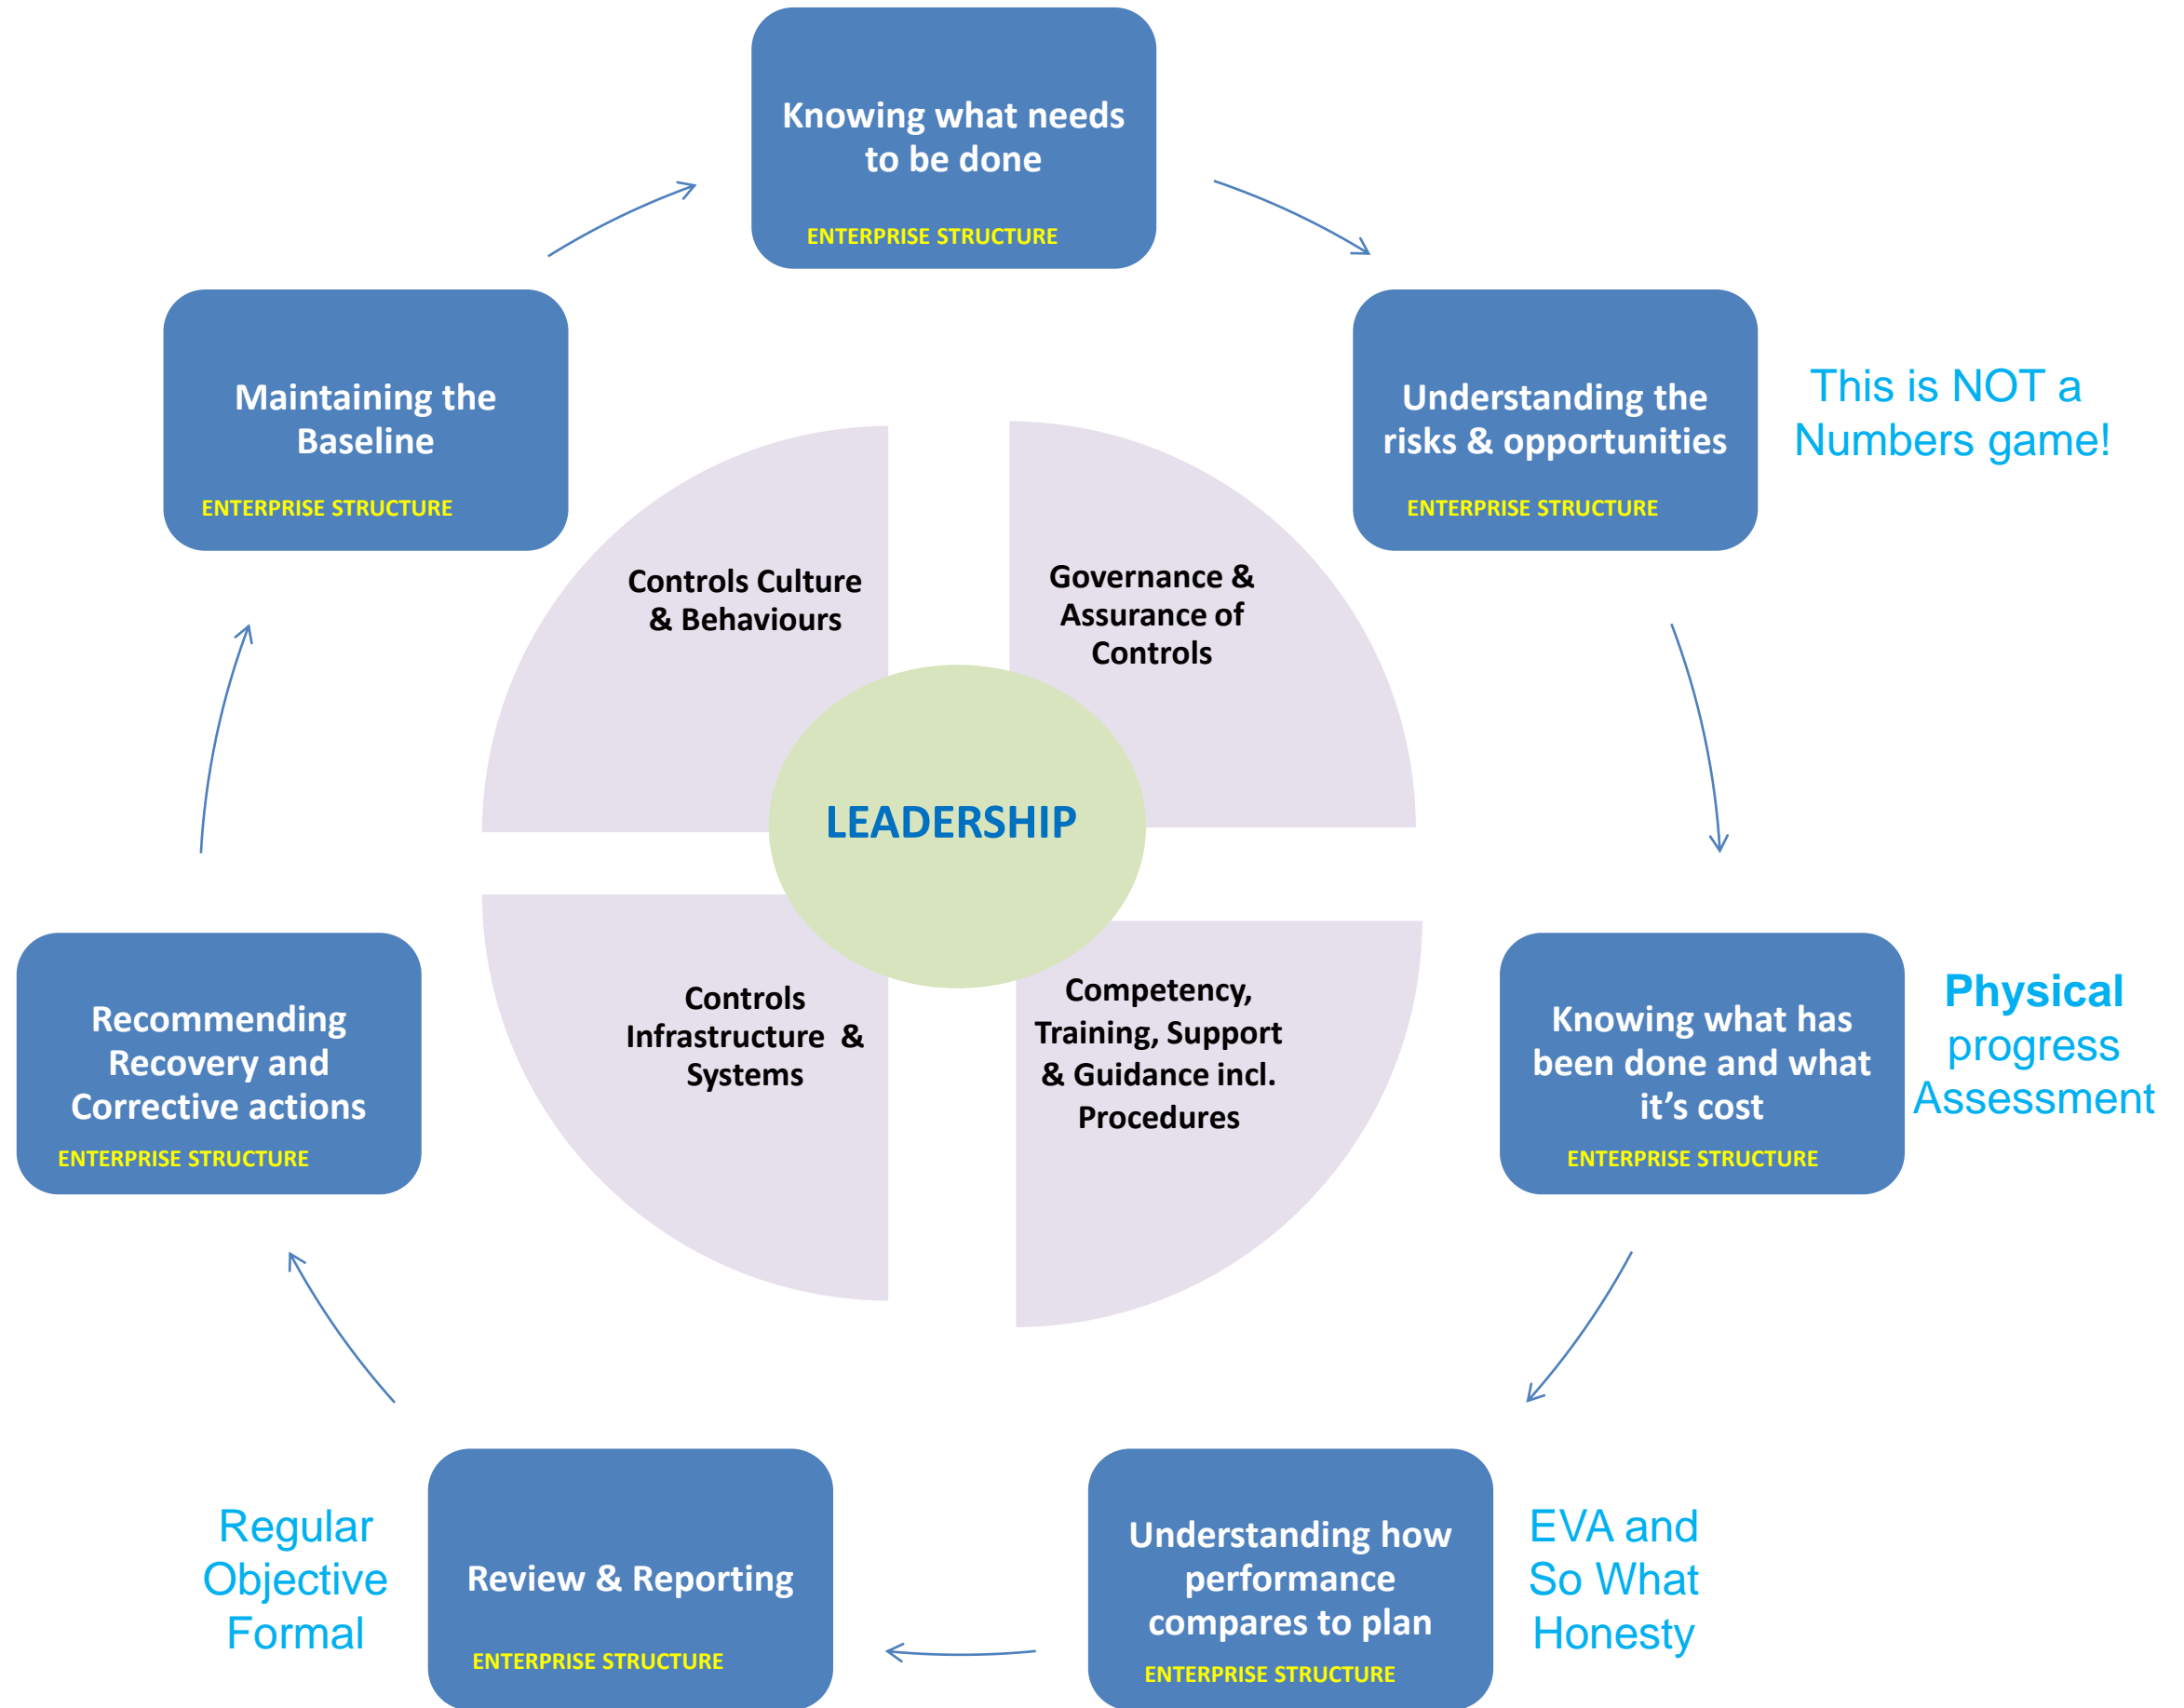 Knowing what needs
to be done
ENTERPRISE STRUCTURE
Understanding the
risks & opportunities
ENTERPRISE STRUCTURE
This is NOT a
Numbers game!
Knowing what has
been done and what
it’s cost
ENTERPRISE STRUCTURE
Physical
progress
Assessment
Understanding how
performance
compares to plan
ENTERPRISE STRUCTURE
EVA and
So What
Honesty
Review & Reporting
ENTERPRISE STRUCTURE
Regular
Objective
Formal
Recommending
Recovery and
Corrective actions
ENTERPRISE STRUCTURE
Maintaining the
Baseline
ENTERPRISE STRUCTURE
Controls Culture
& Behaviours
Governance &
Assurance of
Controls
LEADERSHIP
Controls
Infrastructure  &
Systems
Competency,
Training, Support
& Guidance incl.
Procedures